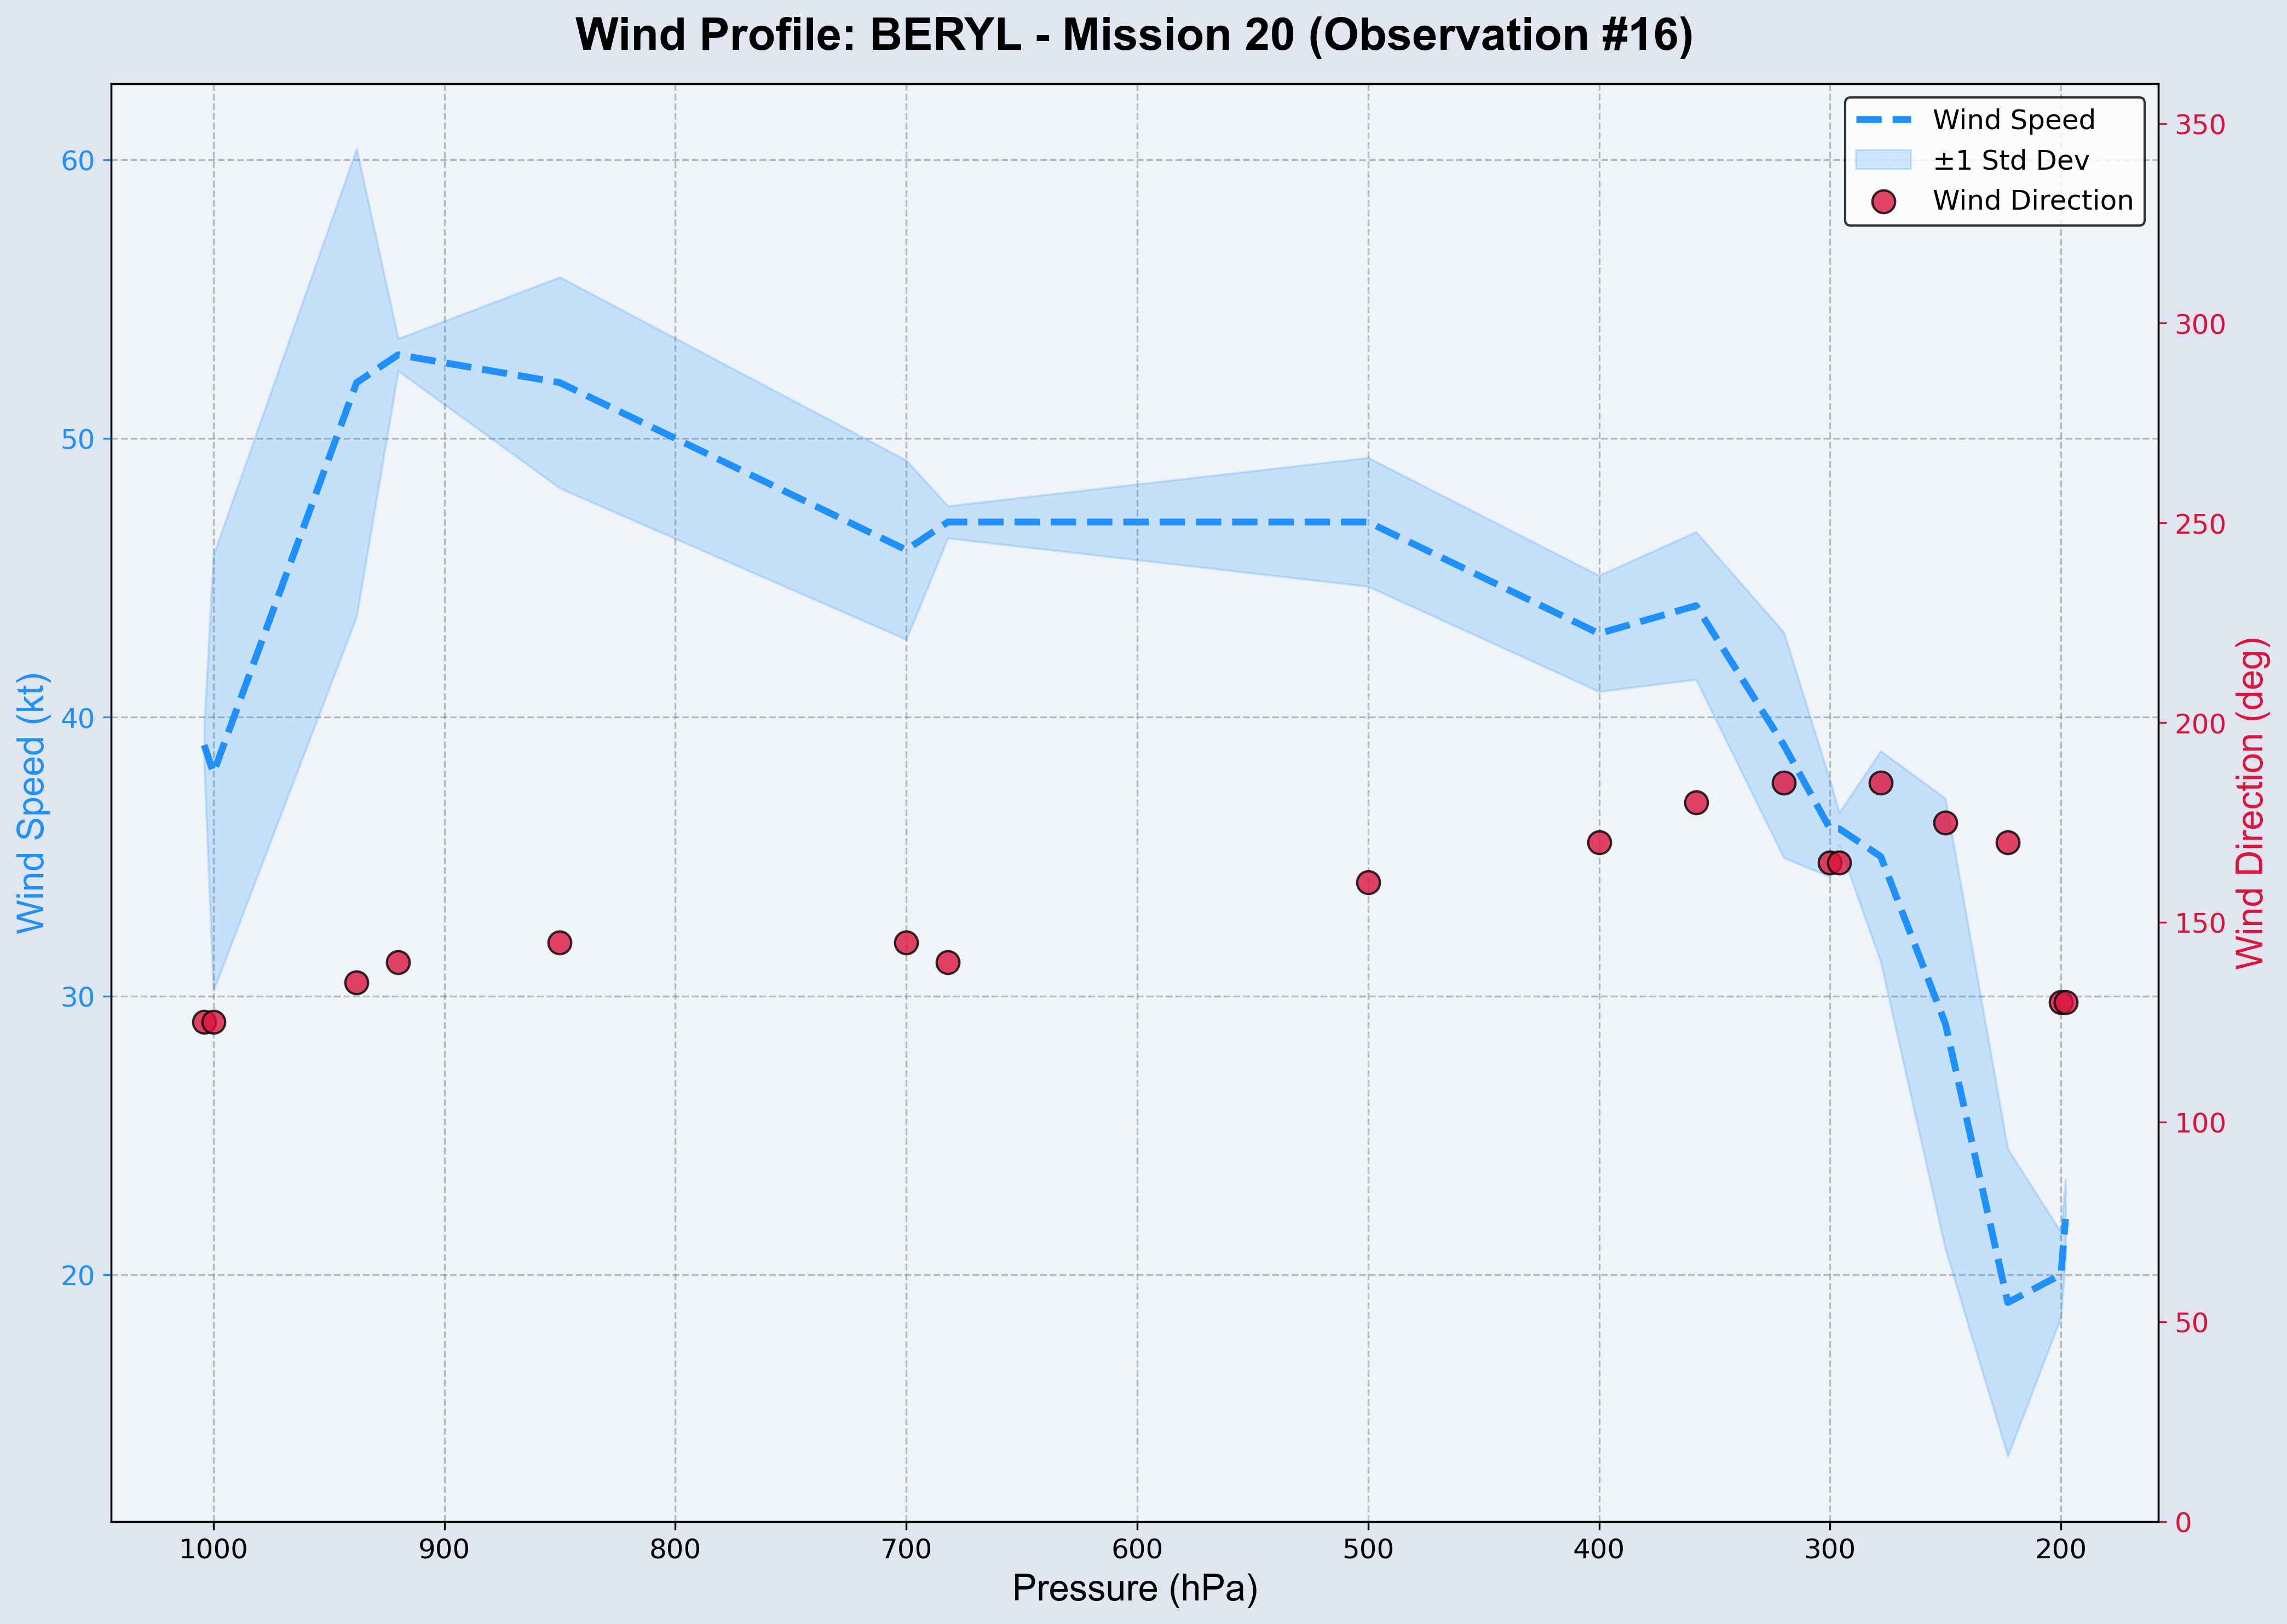 Wind Profile: BERYL - Mission 20 (Observation #16)
Wind Speed
±1 Std Dev
Wind Direction
60
50
40
30
20
Wind Speed (kt)
350
300
250
200
150
100
50
0
Wind Direction (deg)
1000 900 800 700 600 500 400 300 200
Pressure (hPa)